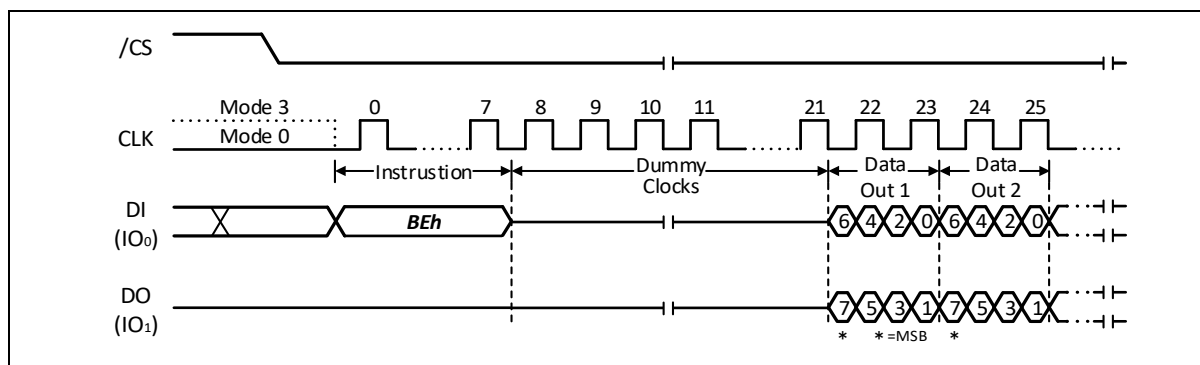 /CS
Mode 3 0 7 8 9 10 11 21 22 23 24 25
CLK Mode 0
Instrustion Dummy Clocks Data Out 1 Data Out 2
DI (IO0) BEh 6 4 2 0 6 4 2 0
DO (IO1) 7 5 3 1 7 5 3 1
* * =MSB *